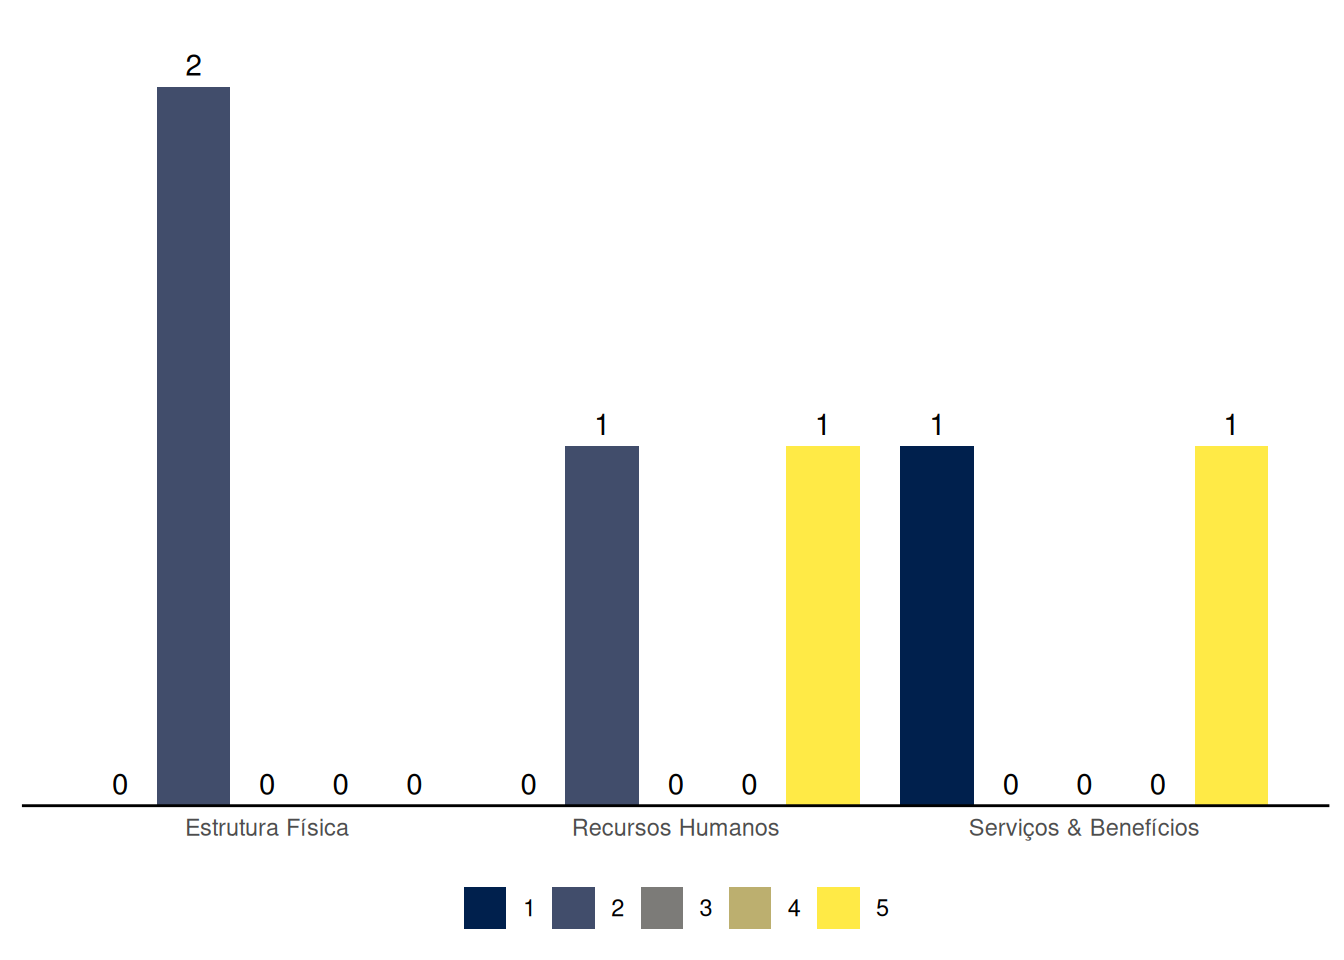 2
1 1 1 1
0 0 0 0 0 0 0 0 0 0
Estrutura Física Recursos Humanos Serviços & Benefícios
1 2 3 4 5